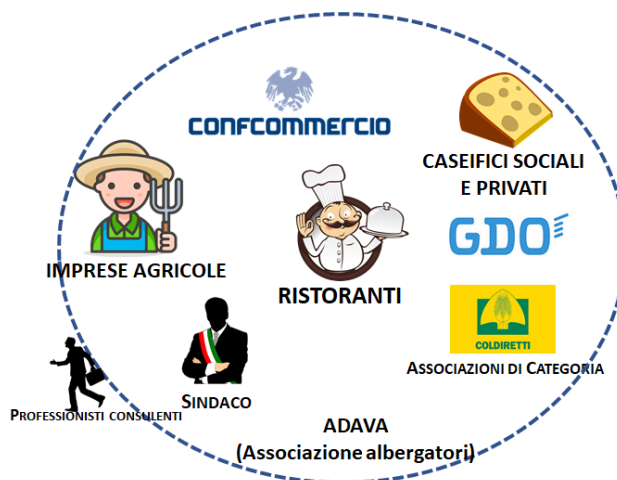 CONFCOMMERCIO
CASEIFICI SOCIALI
E PRIVATI
GDO
IMPRESE AGRICOLE
RISTORANTI
COLDIRETTI
ASSOCIAZIONI DI CATEGORIA
SINDACO
PROFESSIONISTI CONSULENTI
ADAVA
(Associazione albergatori)